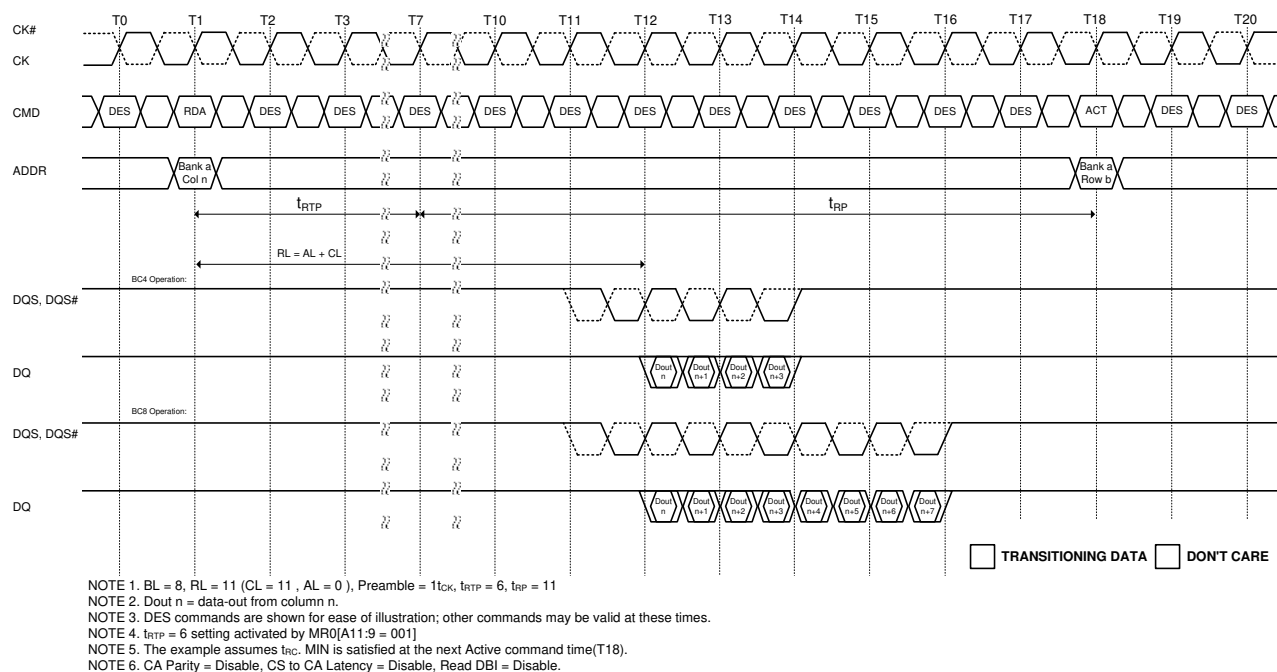 T0 T1 T2 T3 T7 T10 T11 T12 T13 T14 T15 T16 T17 T18 T19 T20
CK#
CK
CMD DES RDA DES DES DES DES DES DES DES DES DES DES DES ACT DES DES
ADDR
Bank a
Col n
Bank a
Row b
tRTP tRP
RL = AL + CL
BC4 Operation:
DQS, DQS#
DQ
Dout
n
Dout
n+1
Dout
n+2
Dout
n+3
BC8 Operation:
DQS, DQS#
DQ
Dout
n
Dout
n+1
Dout
n+2
Dout
n+3
Dout
n+4
Dout
n+5
Dout
n+6
Dout
n+7
TRANSITIONING DATA DON'T CARE
NOTE 1. BL = 8, RL = 11 (CL = 11 , AL = 0 ), Preamble = 1tCK, tRTP = 6, tRP = 11
NOTE 2. Dout n = data-out from column n.
NOTE 3. DES commands are shown for ease of illustration; other commands may be valid at these times.
NOTE 4. tRTP = 6 setting activated by MR0[A11:9 = 001]
NOTE 5. The example assumes tRC. MIN is satisfied at the next Active command time(T18).
NOTE 6. CA Parity = Disable, CS to CA Latency = Disable, Read DBI = Disable.